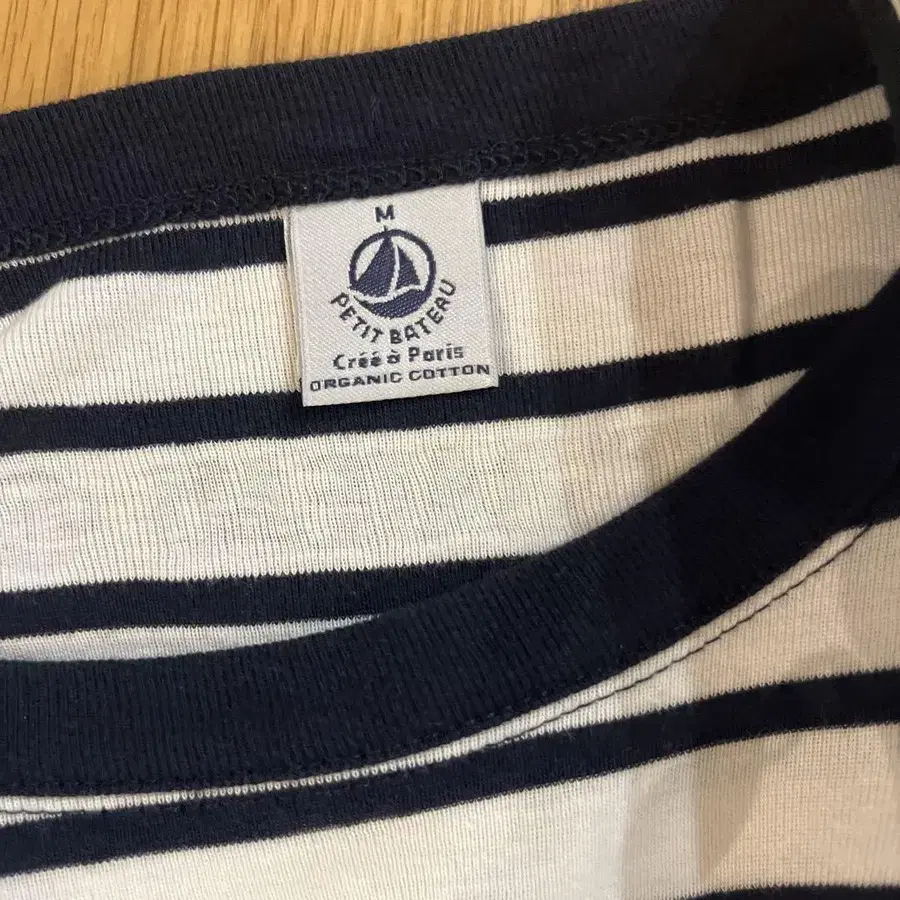 M
PETIT BATEAU
Créé à Paris
ORGANIC COTTON